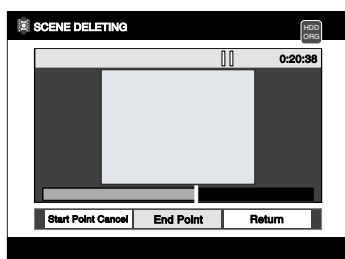 SCENE DELETING
HDD
ORG
0:20:38
Start Point Cancel
End Point
Return